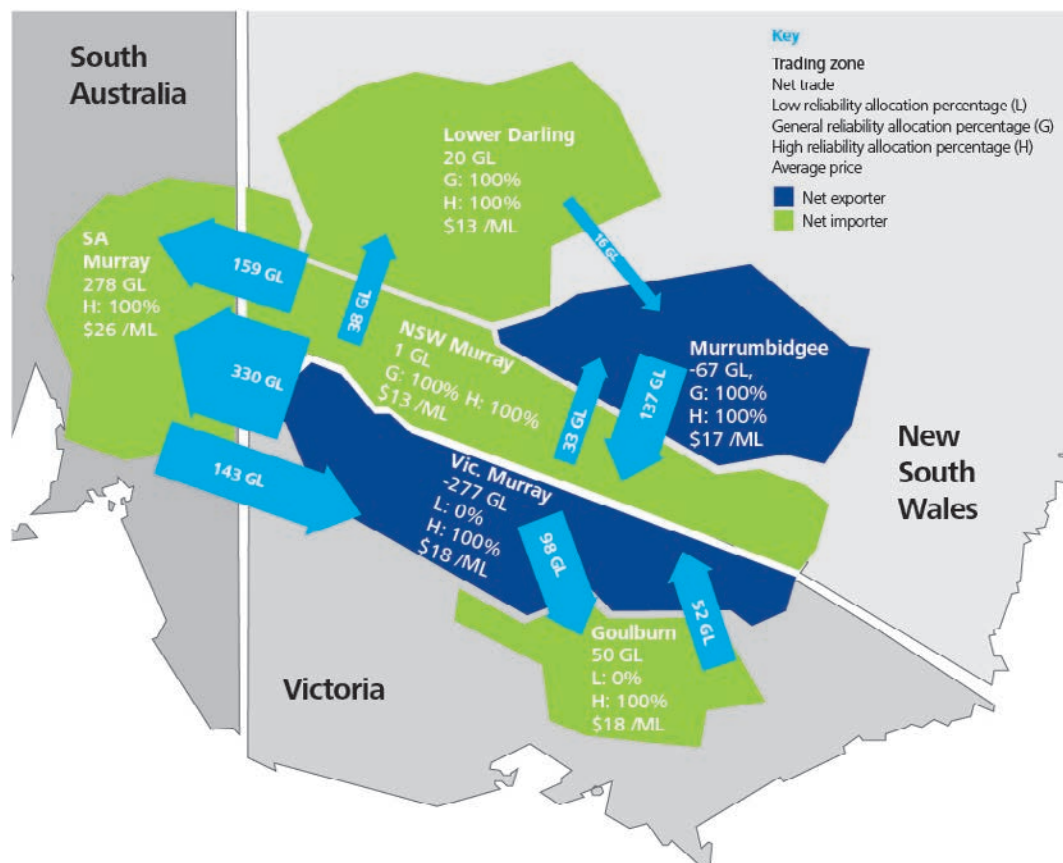 South
Australia
Key
Trading zone
Net trade
Low reliability allocation percentage (L)
General reliability allocation percentage (G)
High reliability allocation percentage (H)
Average price
Net exporter
Net importer
Lower Darling
20 GL
G: 100%
H: 100%
$13 /ML
SA
Murray
278 GL
H: 100%
$26 /ML
159 GL
38 GL
16 GL
NSW Murray
1 GL
G: 100% H: 100%
$13 /ML
Murrumbidgee
-67 GL,
G: 100%
H: 100%
$17 /ML
330 GL
33 GL
137 GL
143 GL
Vic. Murray
-277 GL
L: 0%
H: 100%
$18 /ML
98 GL
52 GL
New
South
Wales
Goulburn
50 GL
L: 0%
H: 100%
$18 /ML
Victoria